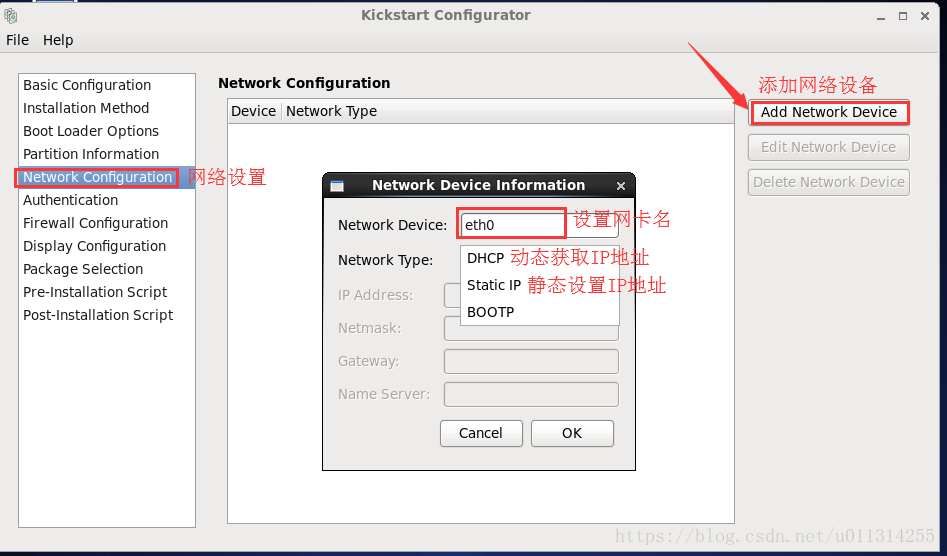 Kickstart Configurator
File Help
Basic Configuration
Installation Method
Boot Loader Options
Partition Information
Network Configuration 网络设置
Authentication
Firewall Configuration
Display Configuration
Package Selection
Pre-Installation Script
Post-Installation Script
Network Configuration
Device Network Type
添加网络设备
Add Network Device
Edit Network Device
Delete Network Device
Network Device Information
Network Device: eth0 设置网卡名
Network Type: DHCP 动态获取IP地址
Static IP 静态设置IP地址
BOOTP
IP Address:
Netmask:
Gateway:
Name Server:
Cancel OK
https://blog.csdn.net/u011314255